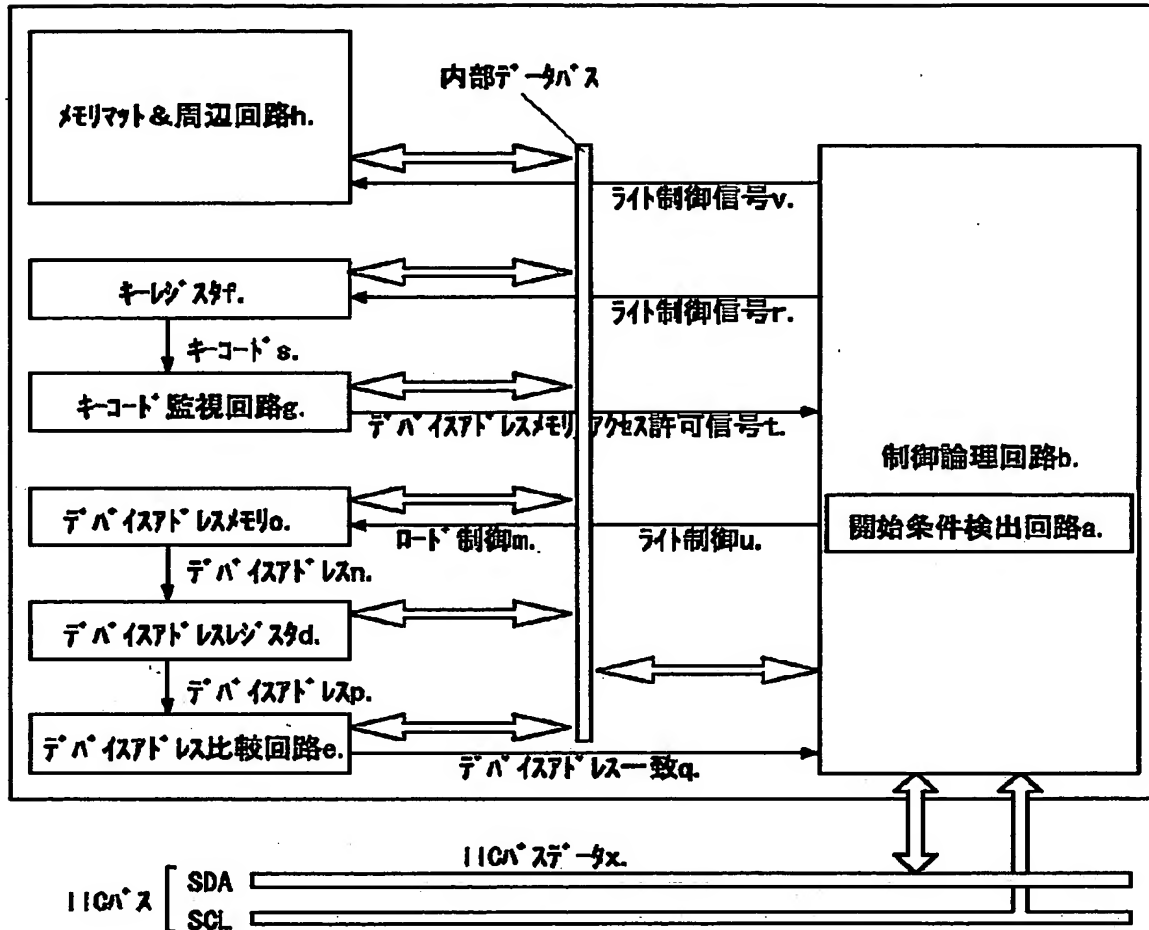 内部データバス
メモリマット&周辺回路h.
ライト制御信号v.
キーレジスタf.
ライト制御信号r.
キーコードs.
キーコード監視回路g.
デバイスアドレスメモリアクセス許可信号t.
制御論理回路b.
開始条件検出回路a.
デバイスアドレスメモリo.
ロード制御m.
ライト制御u.
デバイスアドレスn.
デバイスアドレスレジスタd.
デバイスアドレスp.
デバイスアドレス比較回路e.
デバイスアドレス一致q.
IICバスデータx.
IICバス
SDA
SCL